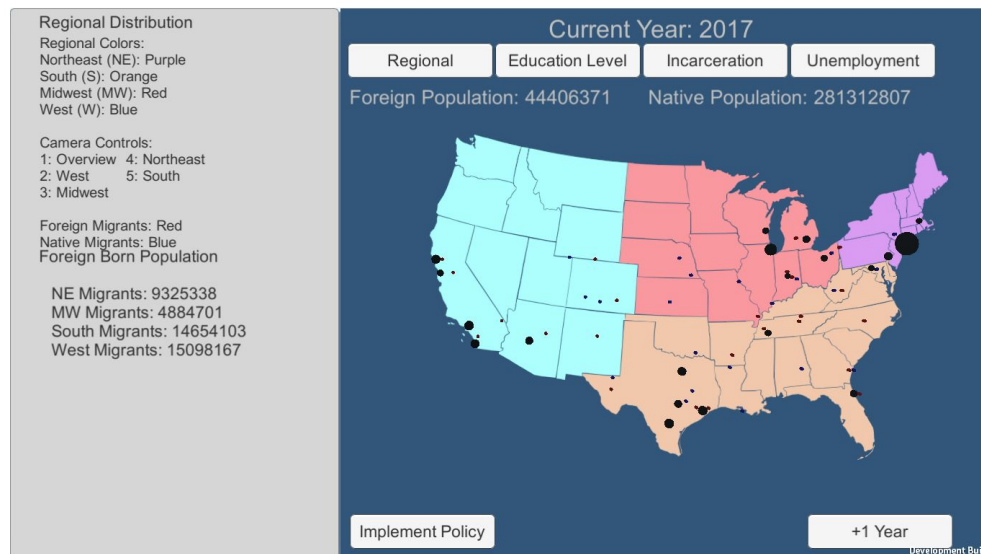 Regional Distribution
Regional Colors:
Northeast (NE): Purple
South (S): Orange
Midwest (MW): Red
West (W): Blue
Camera Controls:
1: Overview 4: Northeast
2: West 5: South
3: Midwest
Foreign Migrants: Red
Native Migrants: Blue
Foreign Born Population
NE Migrants: 9325338
MW Migrants: 4884701
South Migrants: 14654103
West Migrants: 15098167
Current Year: 2017
Regional
Education Level
Incarceration
Unemployment
Foreign Population: 44406371
Native Population: 281312807
Implement Policy
+1 Year
Development Bui